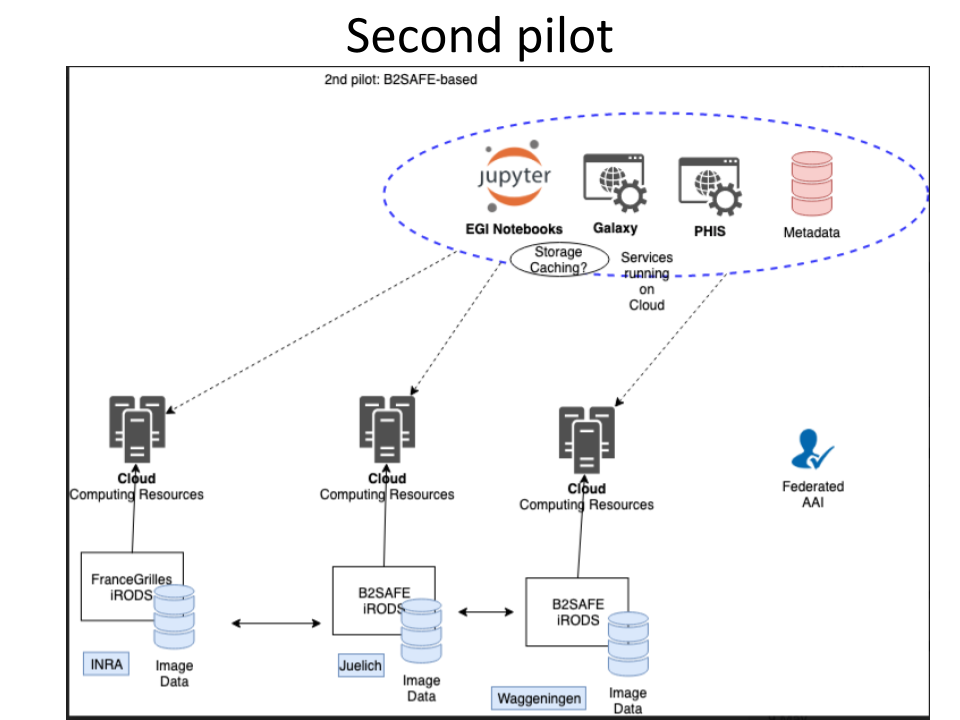 Second pilot
2nd pilot: B2SAFE-based
jupyter
EGI Notebooks
Galaxy
PHIS
Metadata
Storage
Caching?
Services
running
on
Cloud
Cloud
Computing Resources
Cloud
Computing Resources
Cloud
Computing Resources
Federated
AAI
FranceGrilles
iRODS
B2SAFE
iRODS
B2SAFE
iRODS
INRA
Image
Data
Juelich
Image
Data
Waggeningen
Image
Data